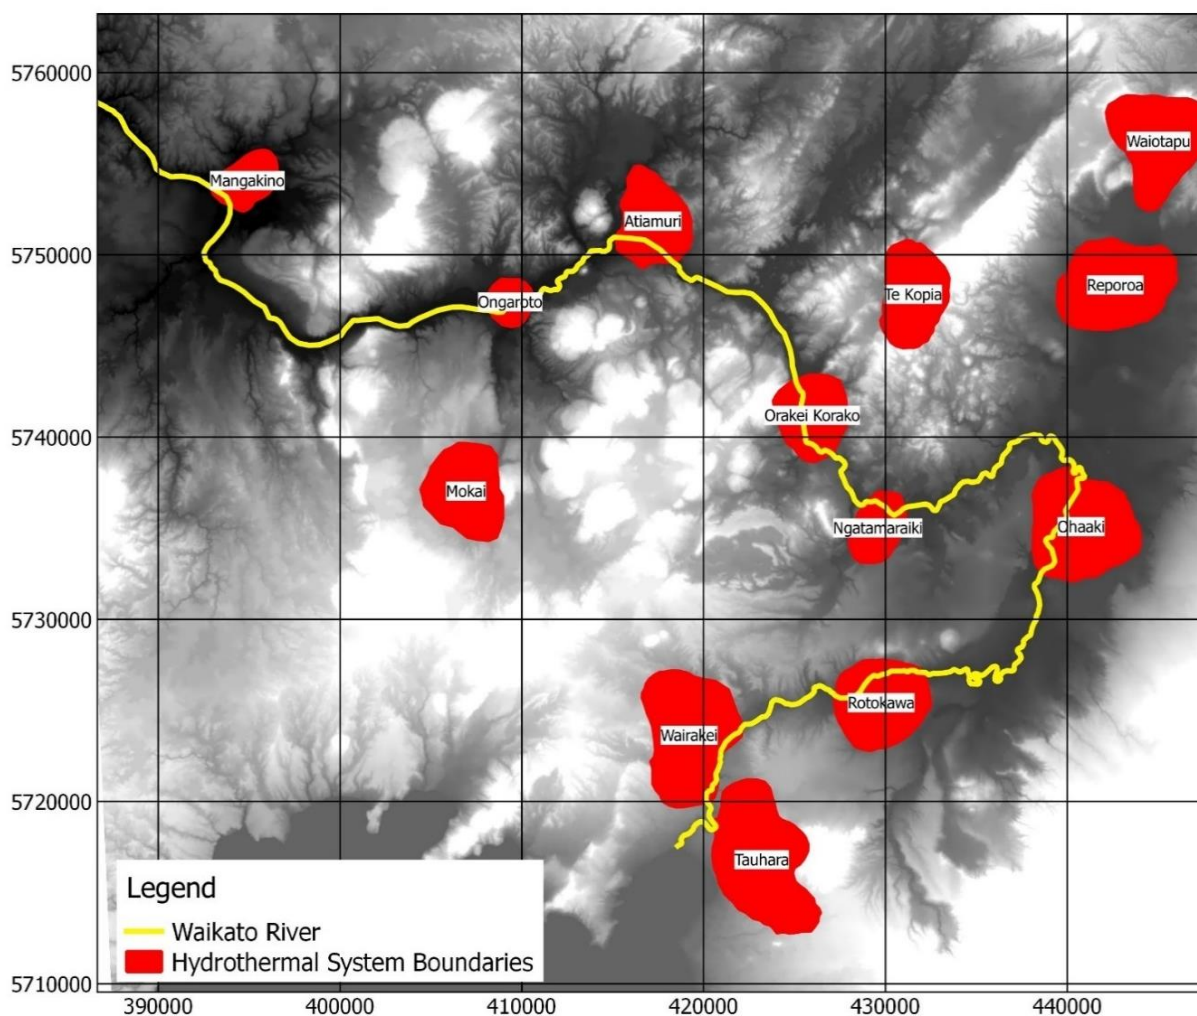 5760000
Waiotapu
Mangakino
Atiamuri
5750000
Reporoa
Te Kopia
Ongaroto
Orakei Korako
5740000
Mokai
Ngatamaraiki
Ohaaki
5730000
Rotokawa
Wairakei
5720000
Tauhara
Legend
Waikato River
Hydrothermal System Boundaries
5710000
390000 400000 410000 420000 430000 440000